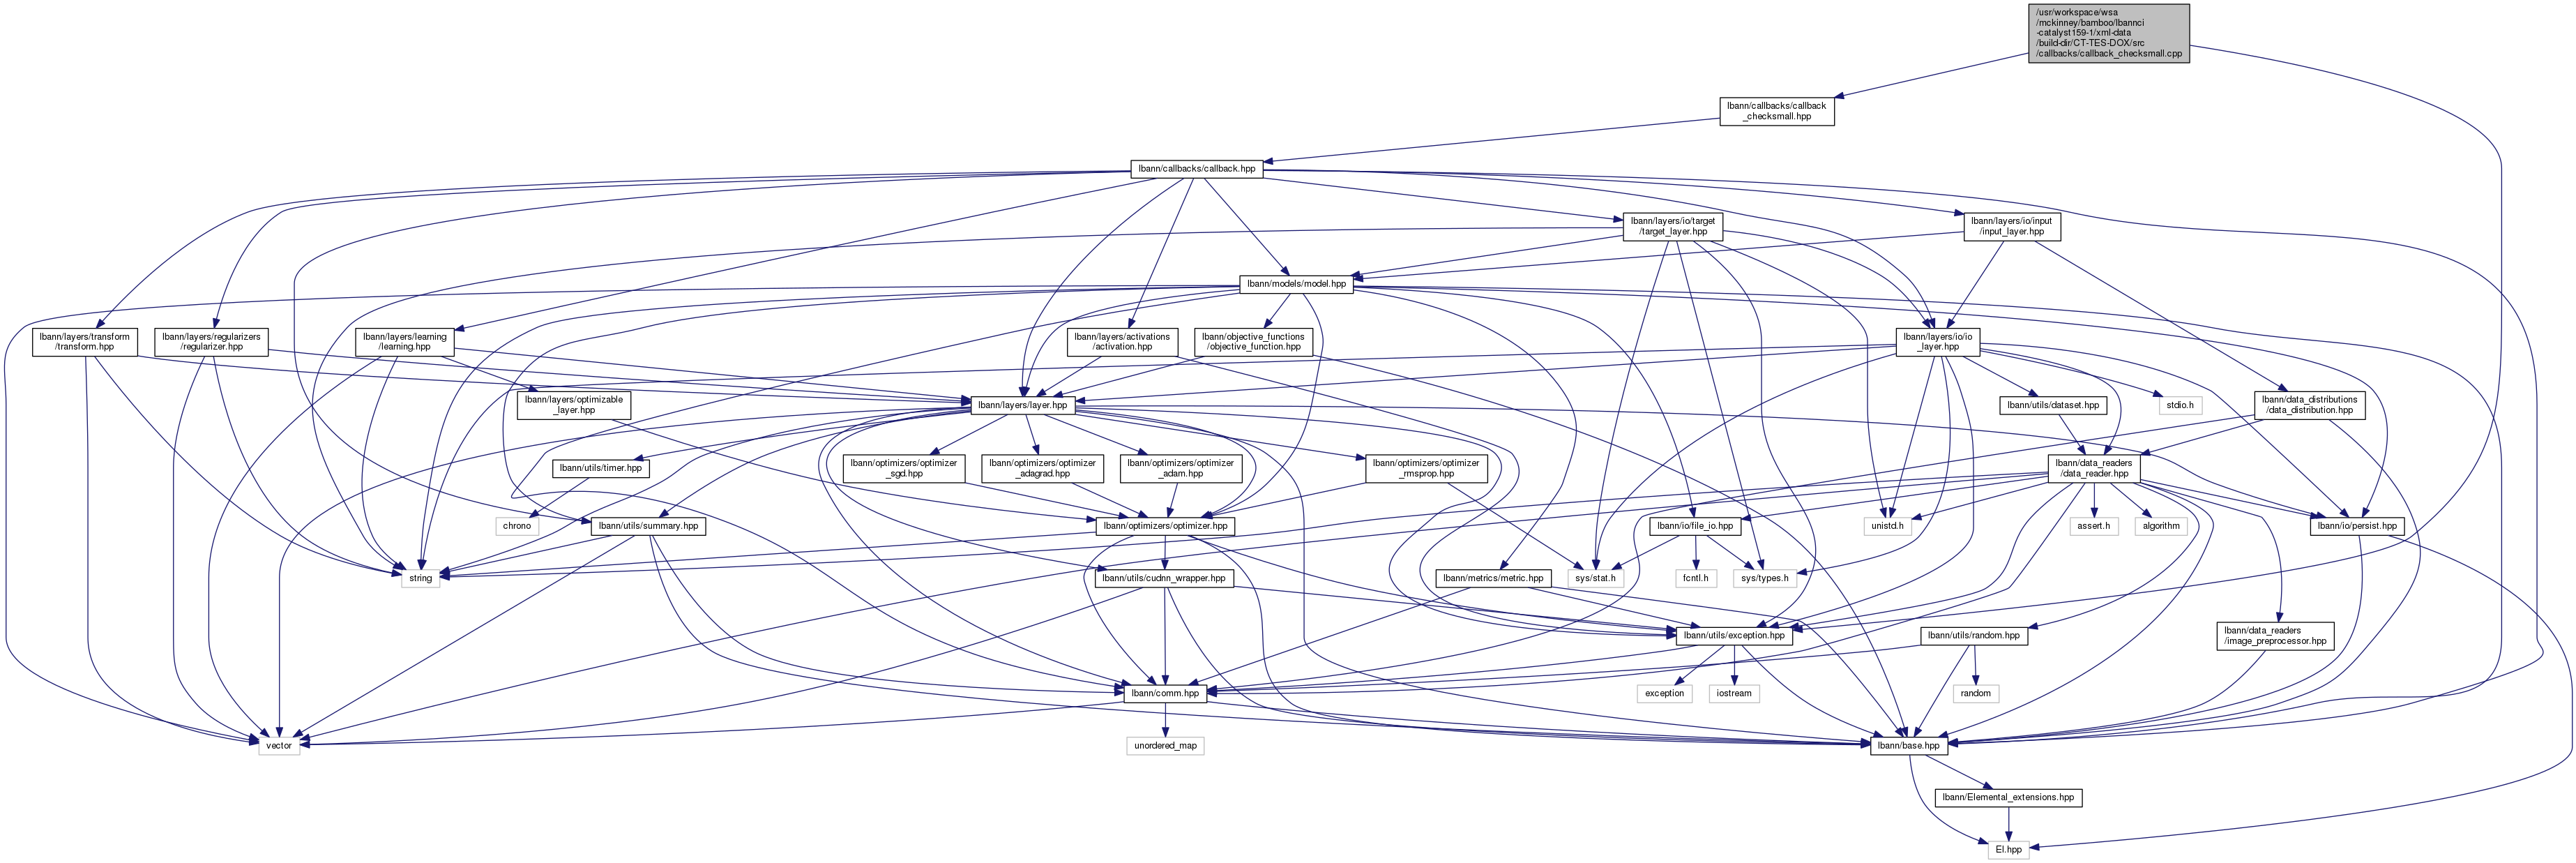 /usr/workspace/wsa
/mckinney/bamboo/lbannci
-catalyst159-1/xml-data
/build-dir/CT-TES-DOX/src
/callbacks/callback_checksmall.cpp
lbann/callbacks/callback
_checksmall.hpp
lbann/callbacks/callback.hpp
lbann/layers/io/target
/target_layer.hpp
lbann/layers/io/input
/input_layer.hpp
lbann/models/model.hpp
lbann/layers/transform
/transform.hpp
lbann/layers/regularizers
/regularizer.hpp
lbann/layers/learning
/learning.hpp
lbann/layers/activations
/activation.hpp
lbann/objective_functions
/objective_function.hpp
lbann/layers/io/io
_layer.hpp
lbann/layers/optimizable
_layer.hpp
lbann/layers/layer.hpp
lbann/utils/dataset.hpp
stdio.h
lbann/data_distributions
/data_distribution.hpp
lbann/utils/timer.hpp
lbann/optimizers/optimizer
_sgd.hpp
lbann/optimizers/optimizer
_adagrad.hpp
lbann/optimizers/optimizer
_adam.hpp
lbann/optimizers/optimizer
_rmsprop.hpp
lbann/data_readers
/data_reader.hpp
chrono
lbann/utils/summary.hpp
lbann/optimizers/optimizer.hpp
lbann/io/file_io.hpp
unistd.h
assert.h
algorithm
lbann/io/persist.hpp
string
lbann/utils/cudnn_wrapper.hpp
lbann/metrics/metric.hpp
sys/stat.h
fcntl.h
sys/types.h
lbann/utils/exception.hpp
lbann/utils/random.hpp
lbann/data_readers
/image_preprocessor.hpp
lbann/comm.hpp
exception
iostream
random
vector
unordered_map
lbann/base.hpp
lbann/Elemental_extensions.hpp
El.hpp